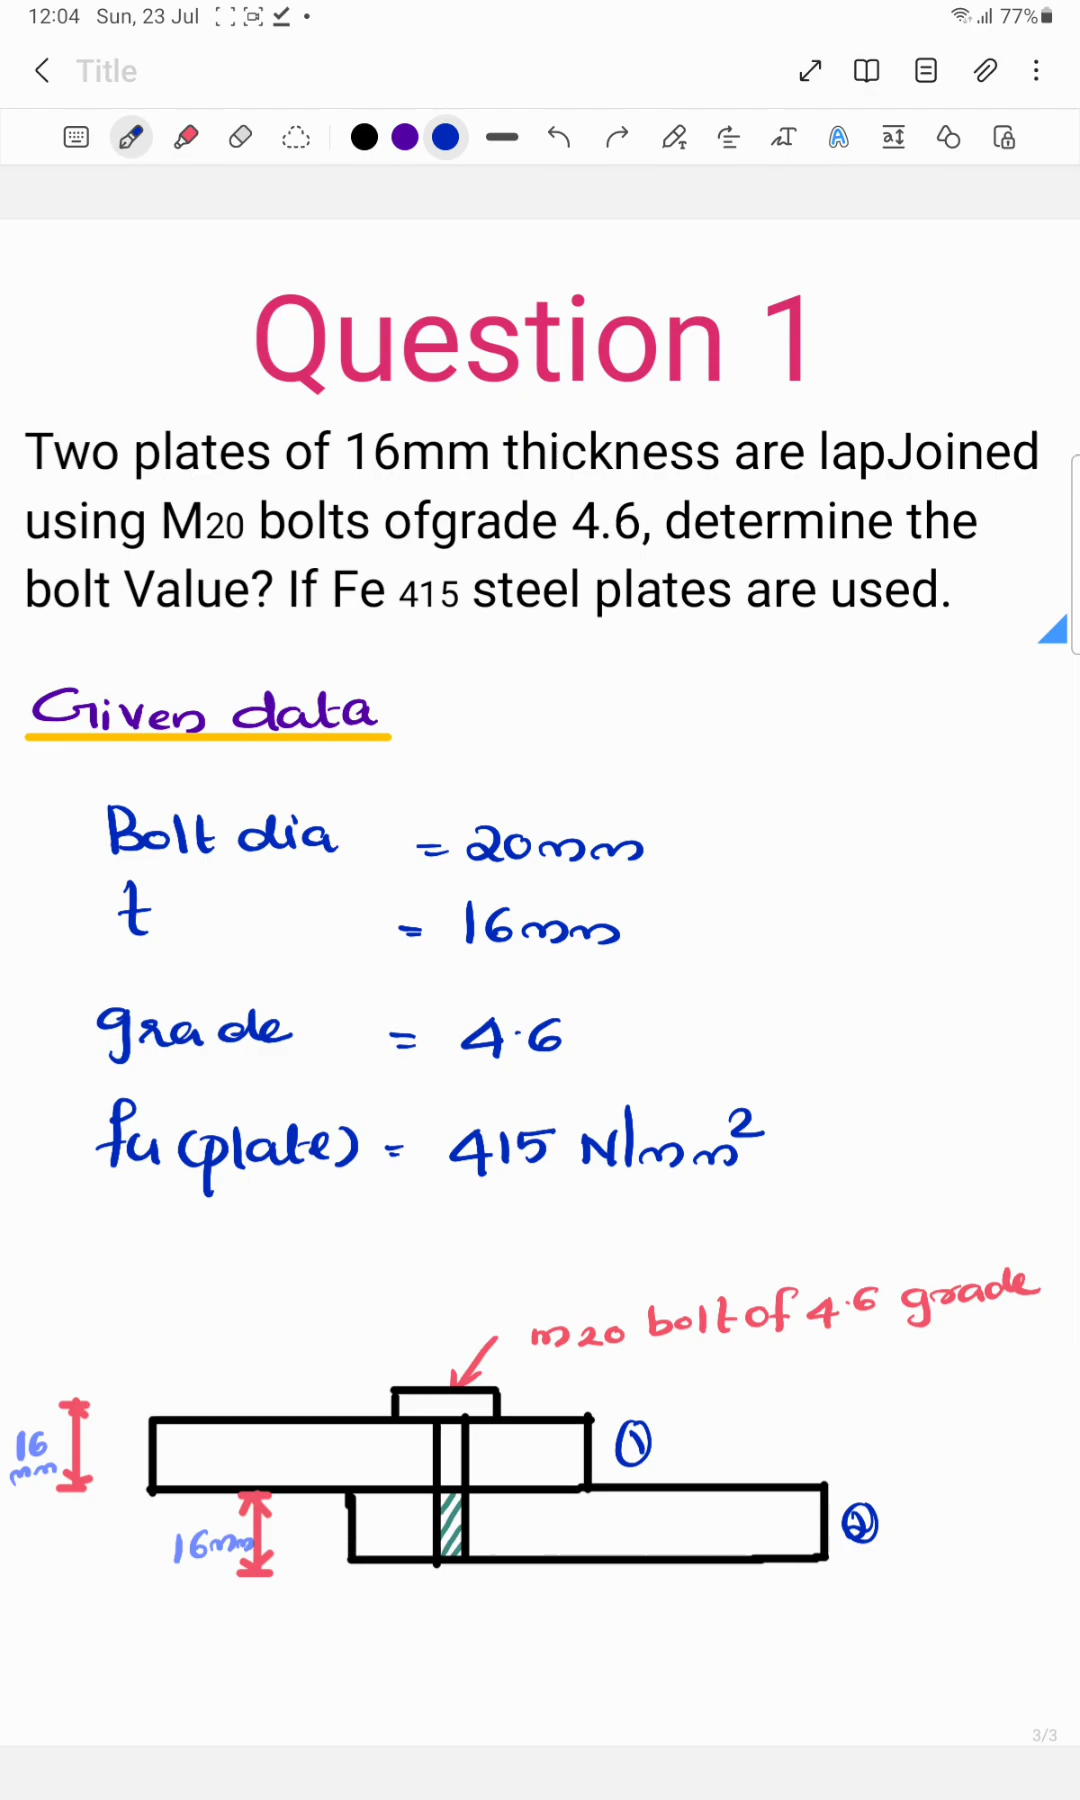 12:04 Sun, 23 Jul
77%
Title
Question 1
Two plates of 16mm thickness are lapJoined
using M20 bolts ofgrade 4.6, determine the
bolt Value? If Fe 415 steel plates are used.
Given data
Bolt dia = 20mm
t = 16mm
grade = 4.6
fu (plate) = 415 N/mm²
m20 bolt of 4.6 grade
16
mm
1
16mm
2
3/3